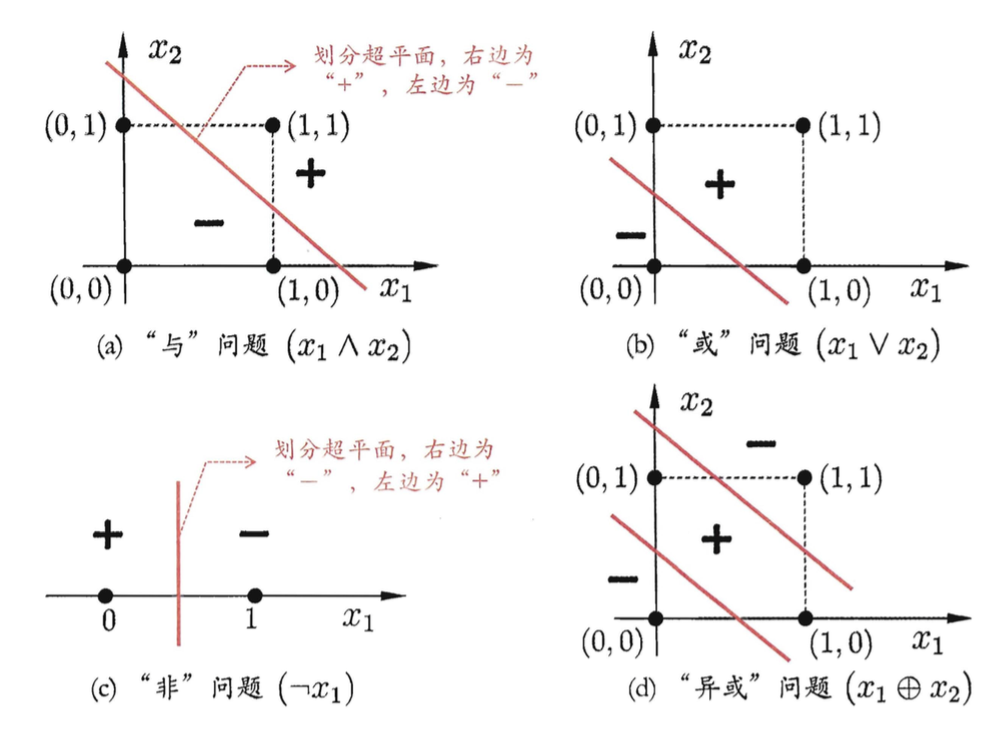 x₂
划分超平面，右边为
“+”，左边为“−”
(0, 1)
(1, 1)
+
−
(0, 0)
(1, 0)
x₁
(a) “与”问题 (x₁ ∧ x₂)
x₂
(0, 1)
(1, 1)
+
−
(0, 0)
(1, 0)
x₁
(b) “或”问题 (x₁ ∨ x₂)
划分超平面，右边为
“−”，左边为“+”
+
−
0
1
x₁
(c) “非”问题 (¬x₁)
x₂
−
(0, 1)
(1, 1)
+
−
(0, 0)
(1, 0)
x₁
(d) “异或”问题 (x₁ ⊕ x₂)